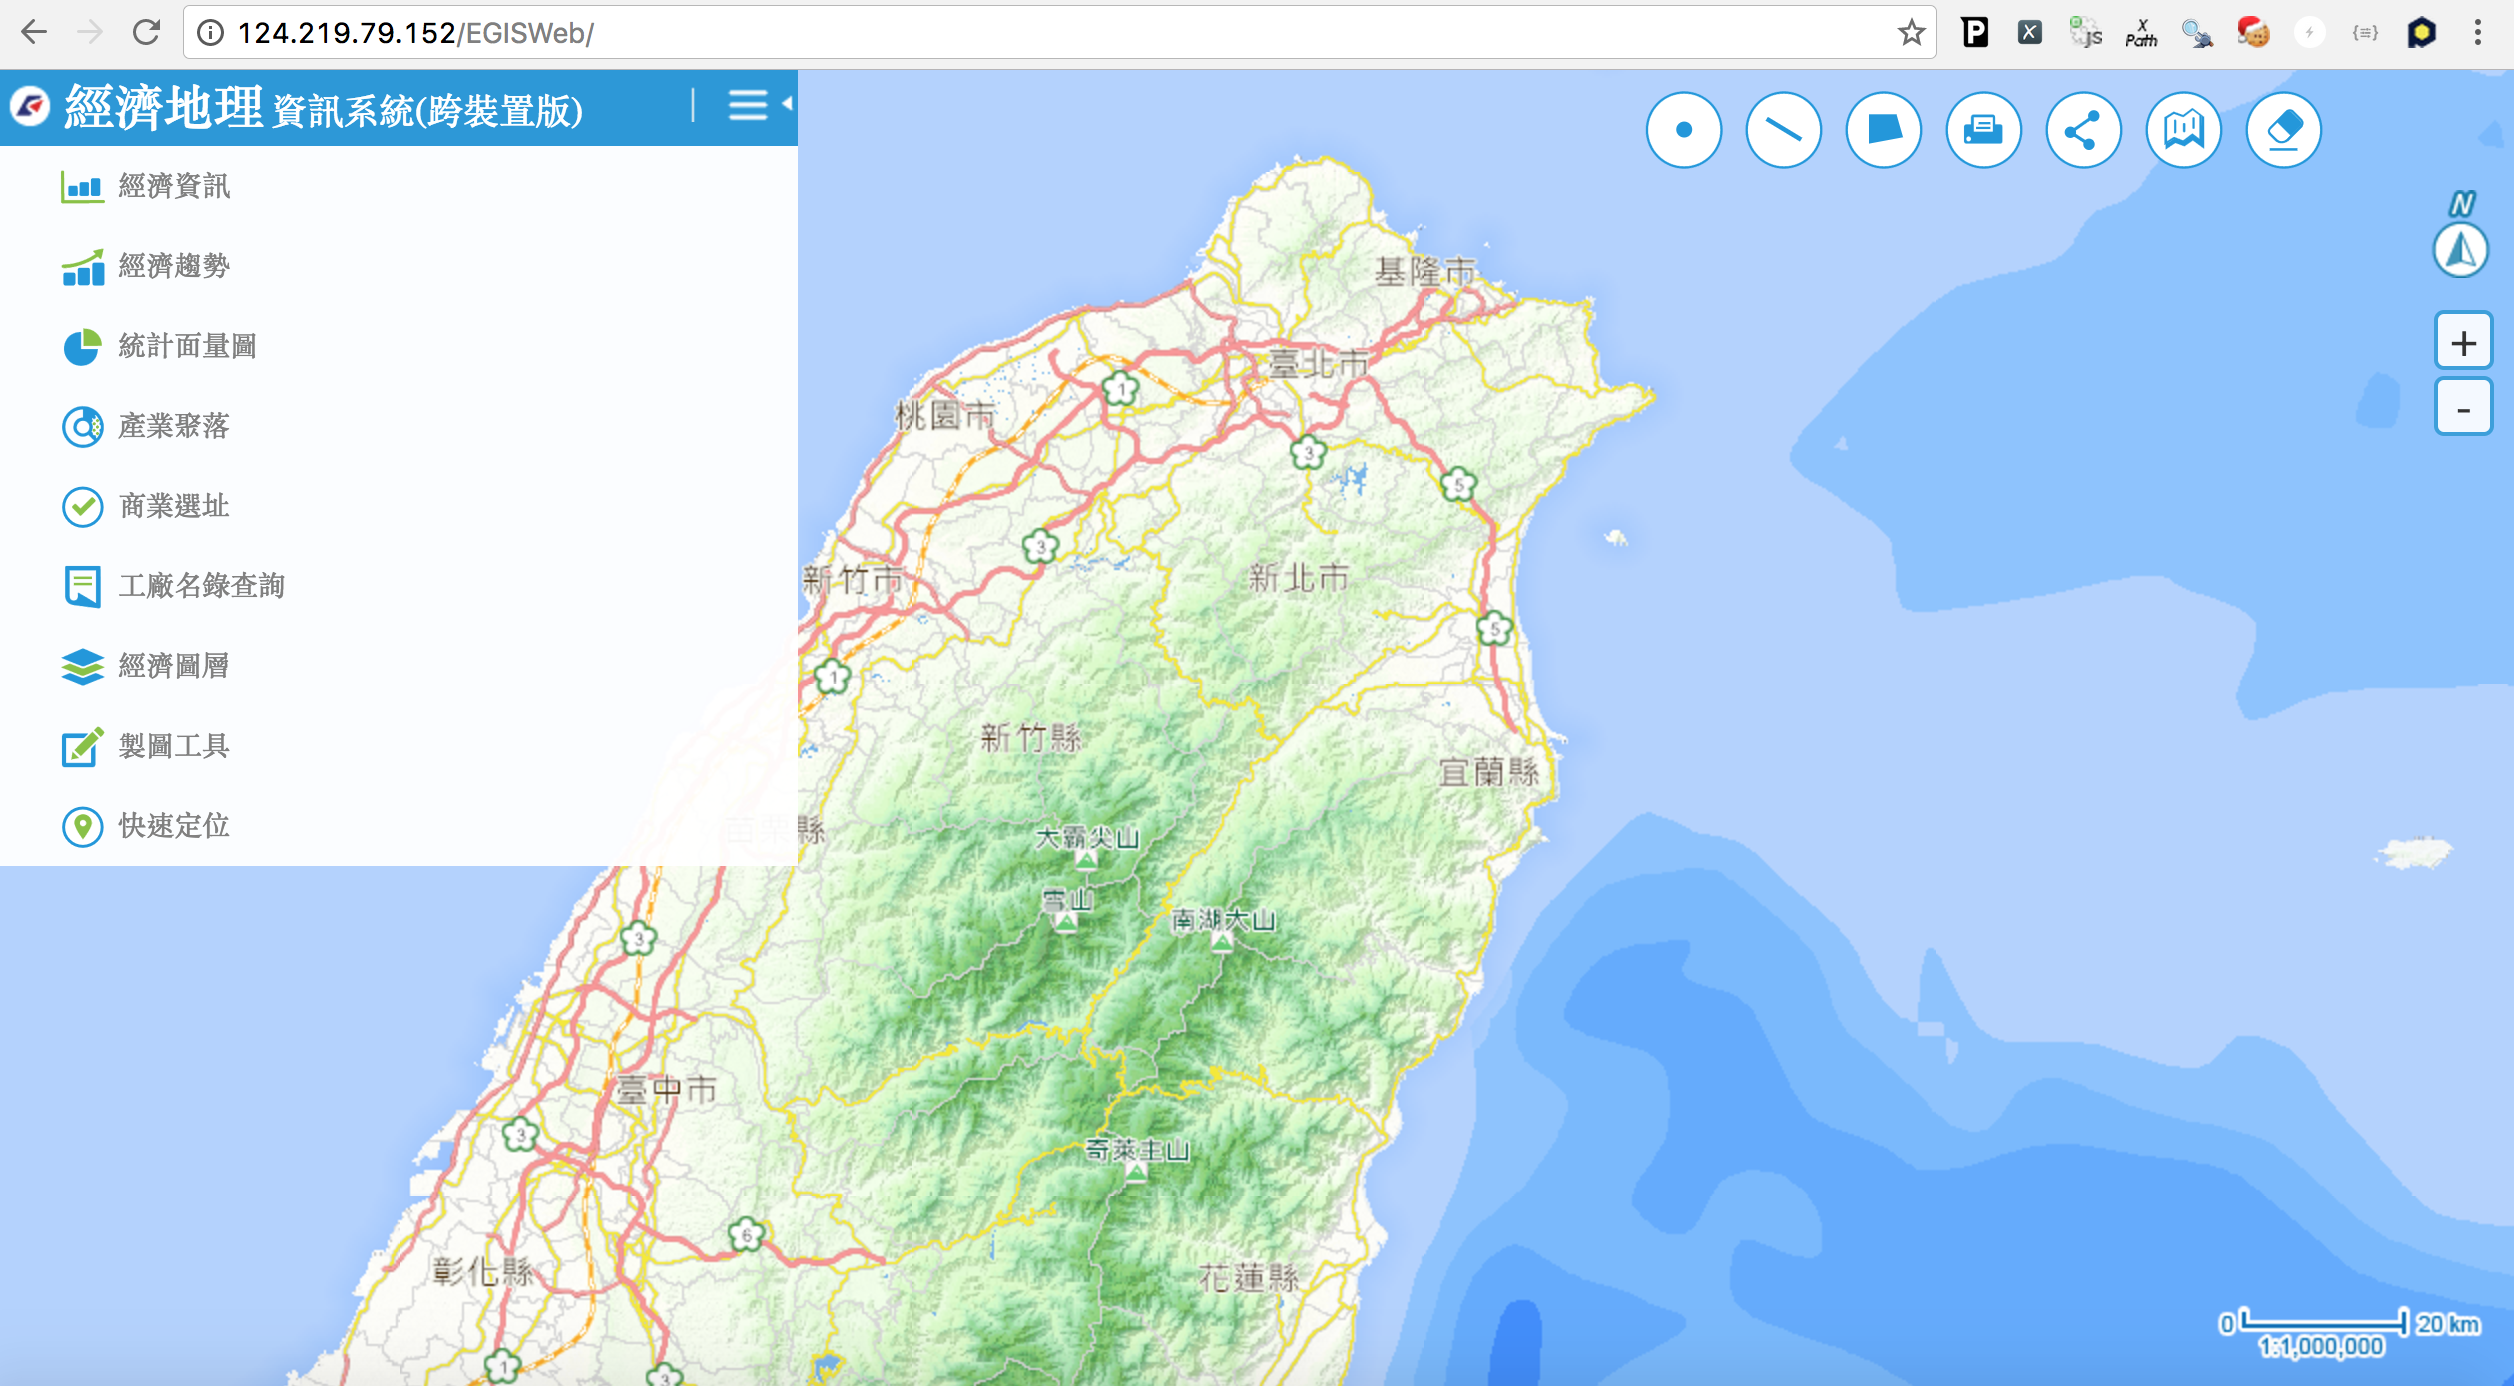 124.219.79.152/EGISWeb/
P
X
JS
X Path
經濟地理 資訊系統(跨裝置版)
經濟資訊
經濟趨勢
統計面量圖
產業聚落
商業選址
工廠名錄查詢
經濟圖層
製圖工具
快速定位
N
+
-
基隆市
臺北市
桃園市
1
3
5
3
新竹市
新北市
5
1
新竹縣
宜蘭縣
苗栗縣
大霸尖山
雪山
南湖大山
3
臺中市
3
奇萊主山
6
彰化縣
花蓮縣
0 20 km
1:1,000,000
1
3